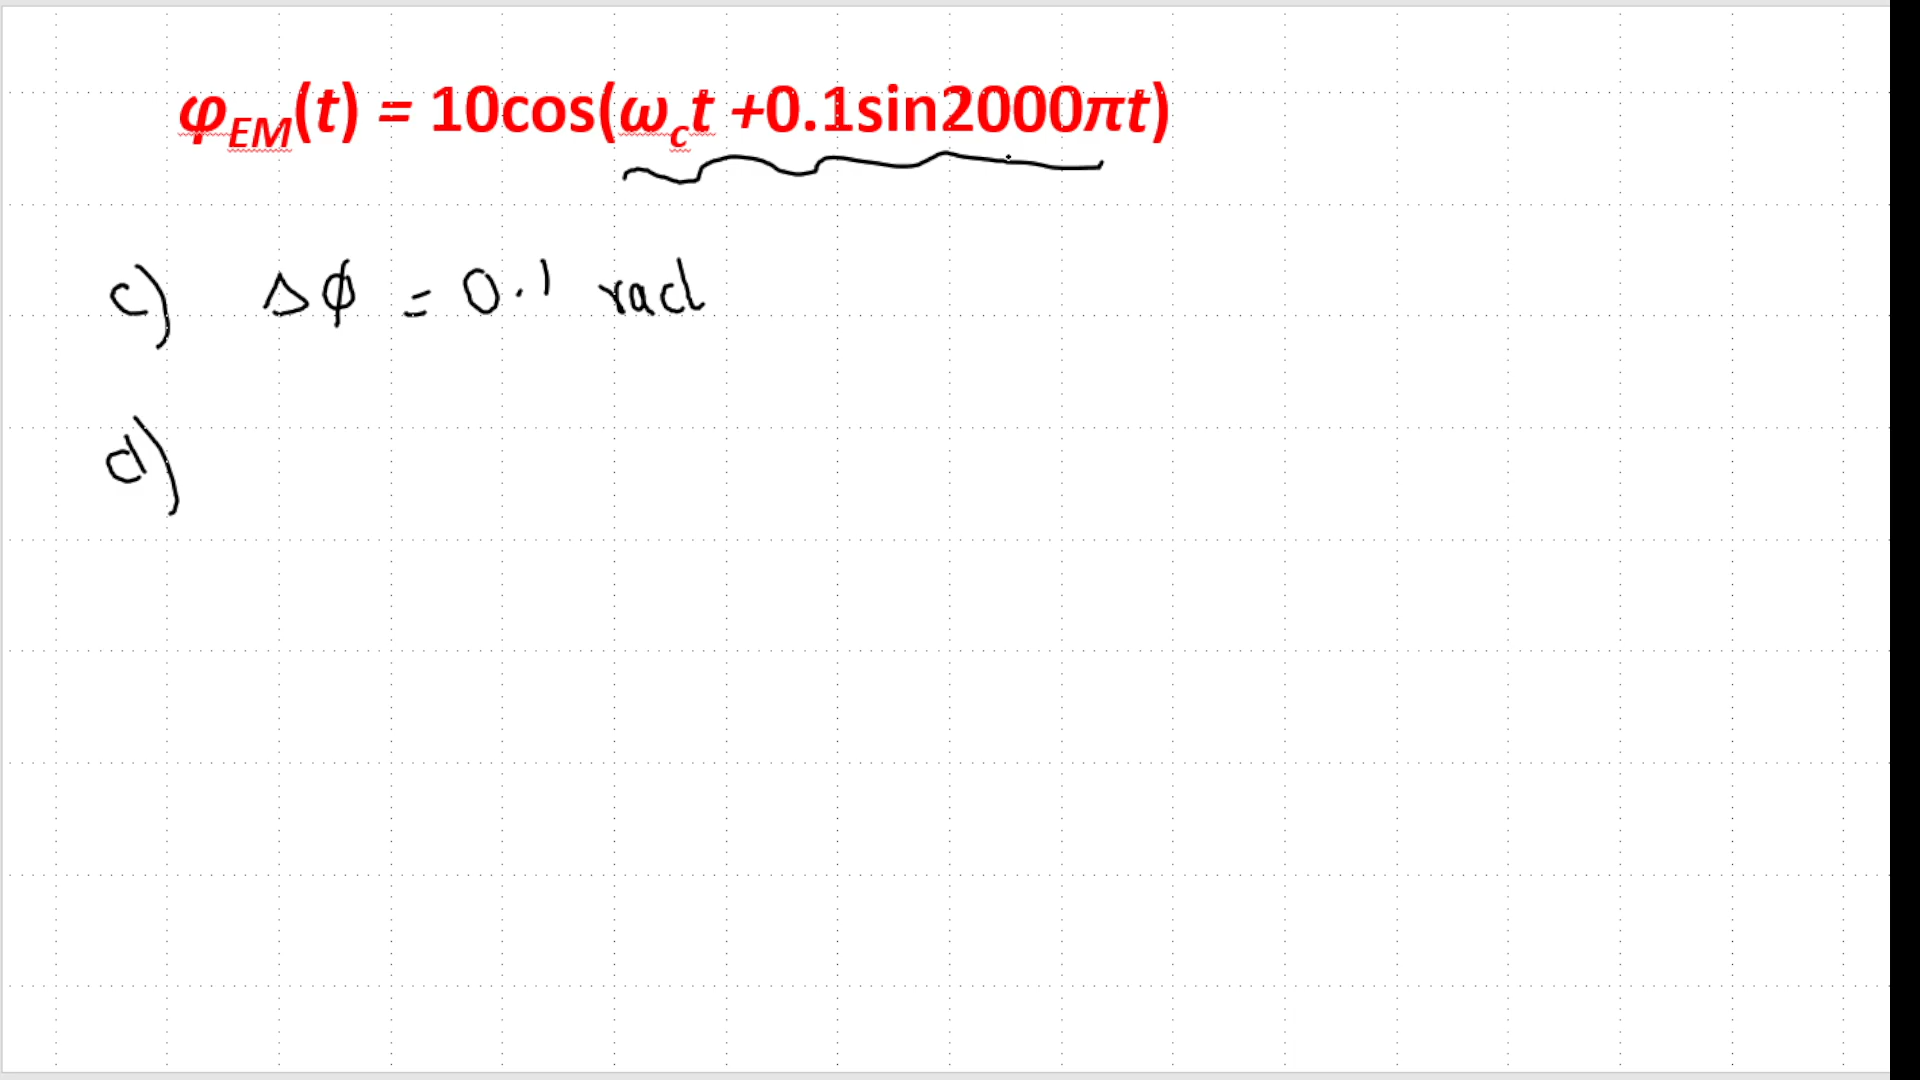 φEM(t) = 10cos(ωct +0.1sin2000πt)
c) Δϕ = 0.1 rad
d)